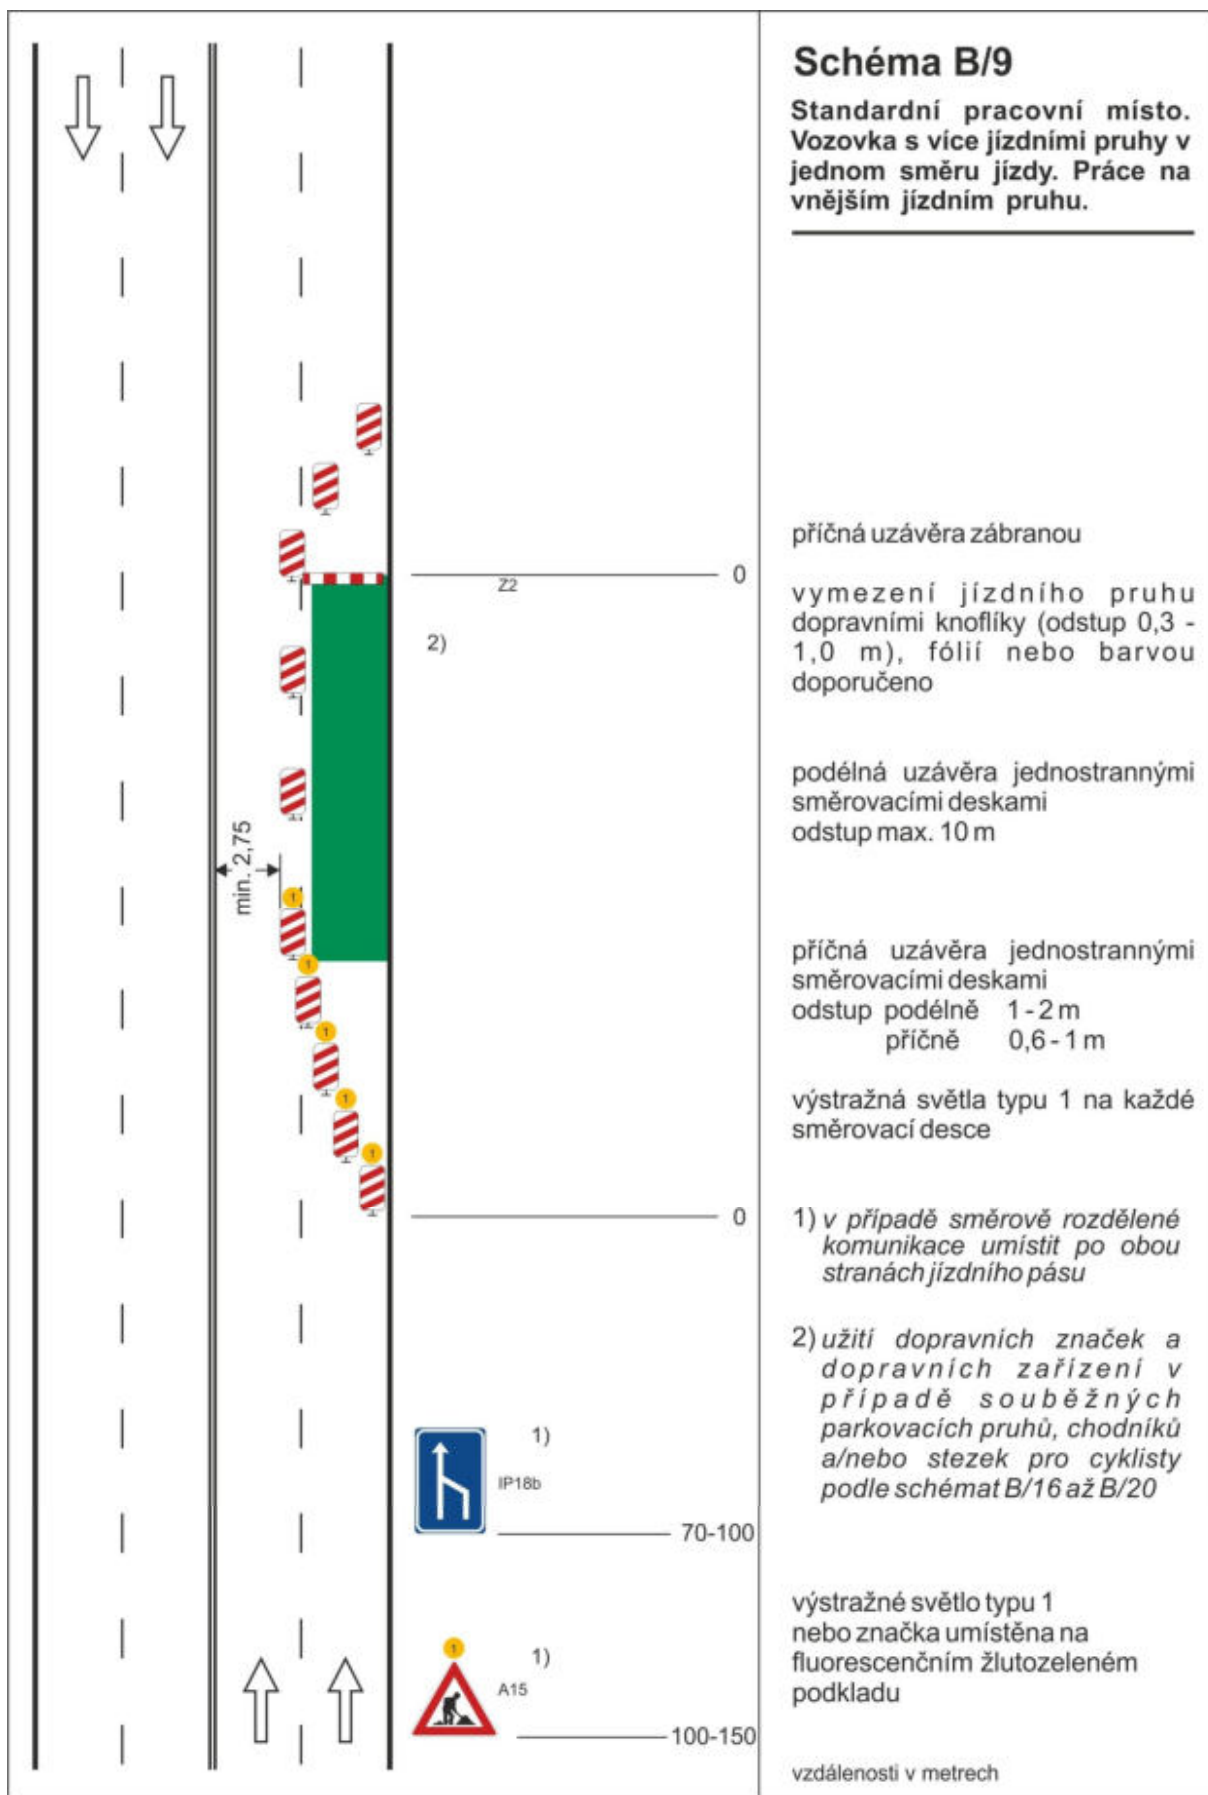 Schéma B/9
Standardní pracovní místo.
Vozovka s více jízdními pruhy v
jednom směru jízdy. Práce na
vnějším jízdním pruhu.
příčná uzávěra zábranou
0
Z2
vymezení jízdního pruhu
dopravními knoflíky (odstup 0,3 -
1,0 m), fólií nebo barvou
doporučeno
2)
podélná uzávěra jednostrannými
směrovacími deskami
odstup max. 10 m
min. 2,75
1
příčná uzávěra jednostrannými
směrovacími deskami
odstup podélně 1 - 2 m
příčně 0,6 - 1 m
1
1
1
1
výstražná světla typu 1 na každé
směrovací desce
0
1) v případě směrově rozdělené
komunikace umístit po obou
stranách jízdního pásu
2) užití dopravních značek a
dopravních zařízení v
případě souběžných
parkovacích pruhů, chodníků
a/nebo stezek pro cyklisty
podle schémat B/16 až B/20
1)
IP18b
70-100
výstražné světlo typu 1
nebo značka umístěna na
fluorescenčním žlutozeleném
podkladu
1
1)
A15
100-150
vzdálenosti v metrech